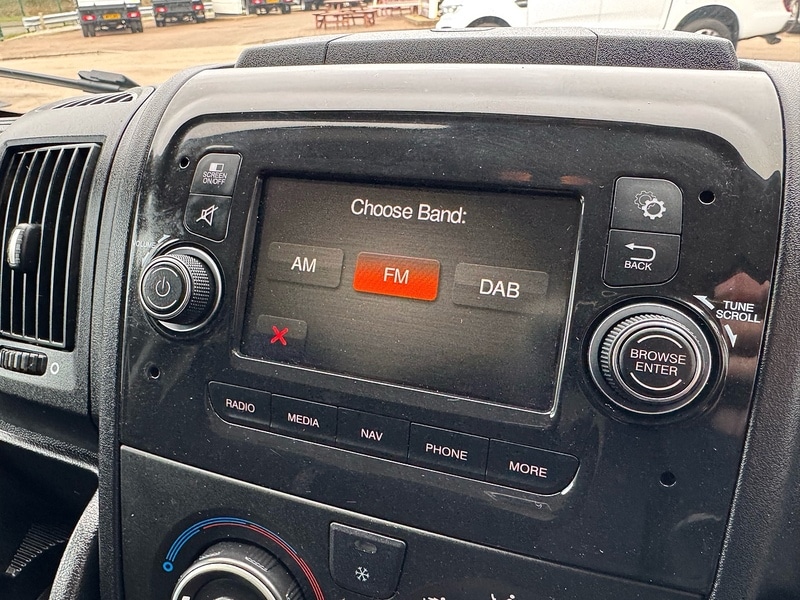 SCREEN
ON/OFF
Choose Band:
AM
FM
DAB
BACK
TUNE
SCROLL
BROWSE
ENTER
RADIO
MEDIA
NAV
PHONE
MORE